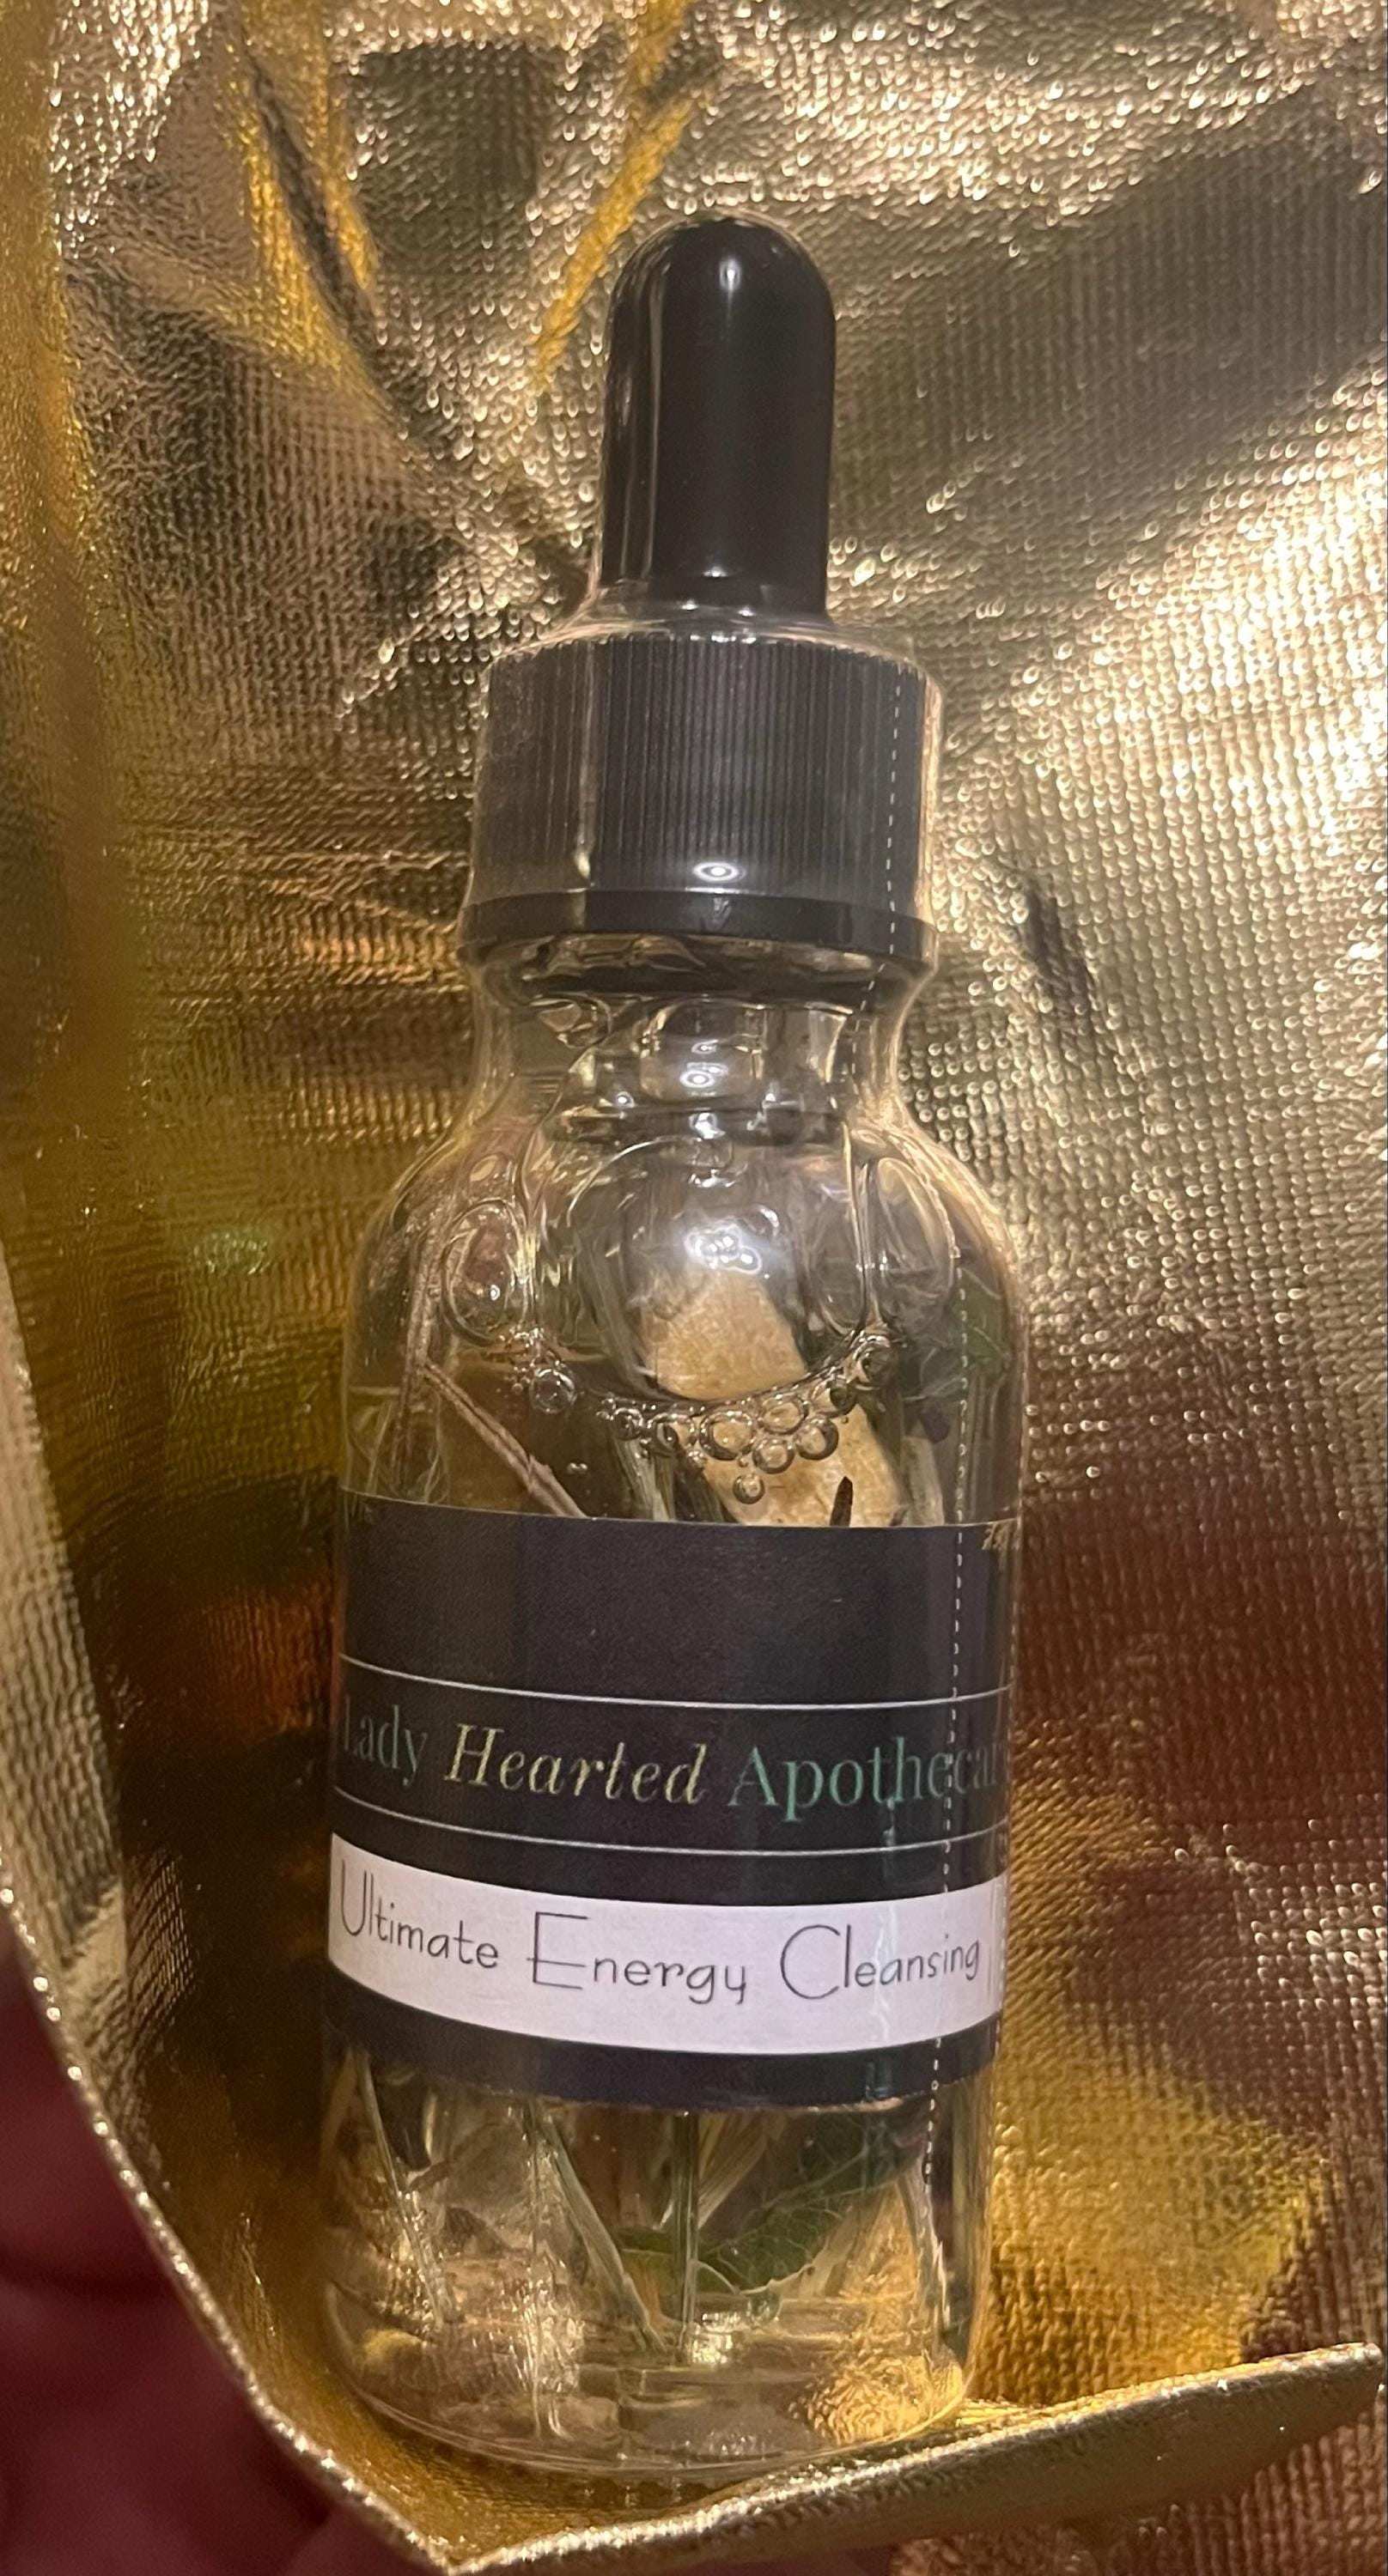 Lady Hearted Apothecar
Ultimate Energy Cleansing